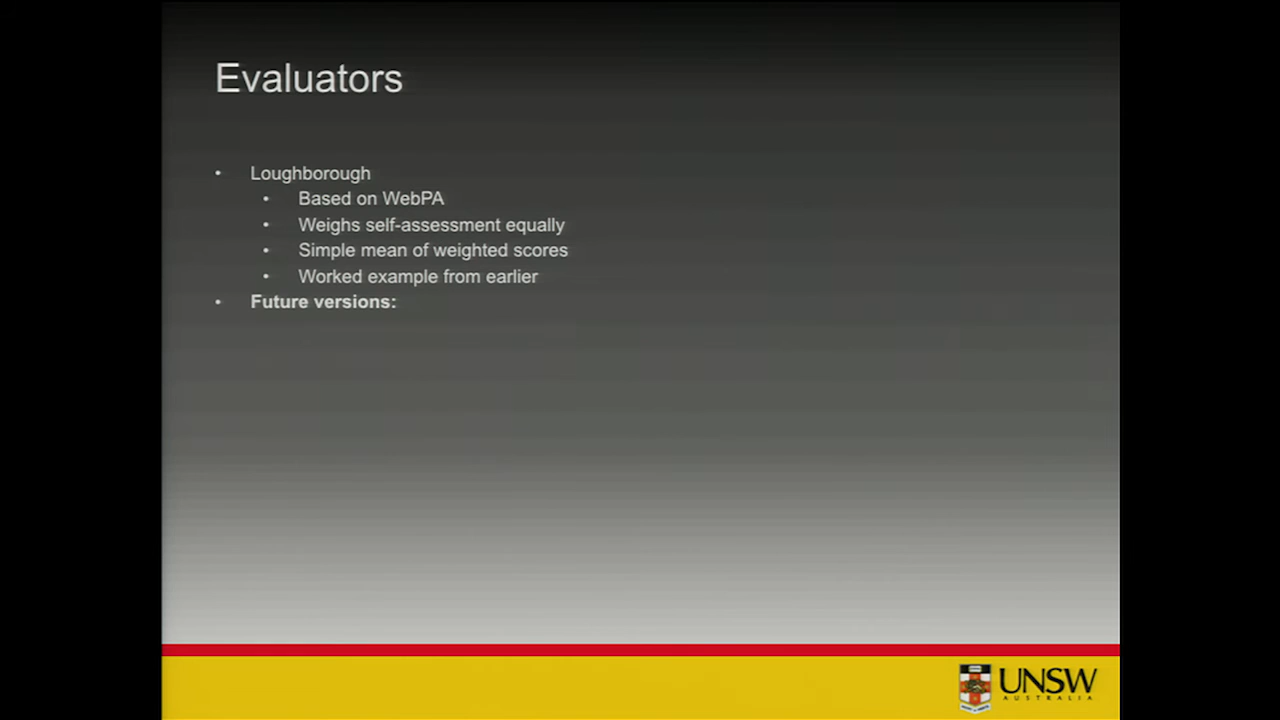 Evaluators
• Loughborough
• Based on WebPA
• Weighs self-assessment equally
• Simple mean of weighted scores
• Worked example from earlier
• Future versions:
UNSW
AUSTRALIA